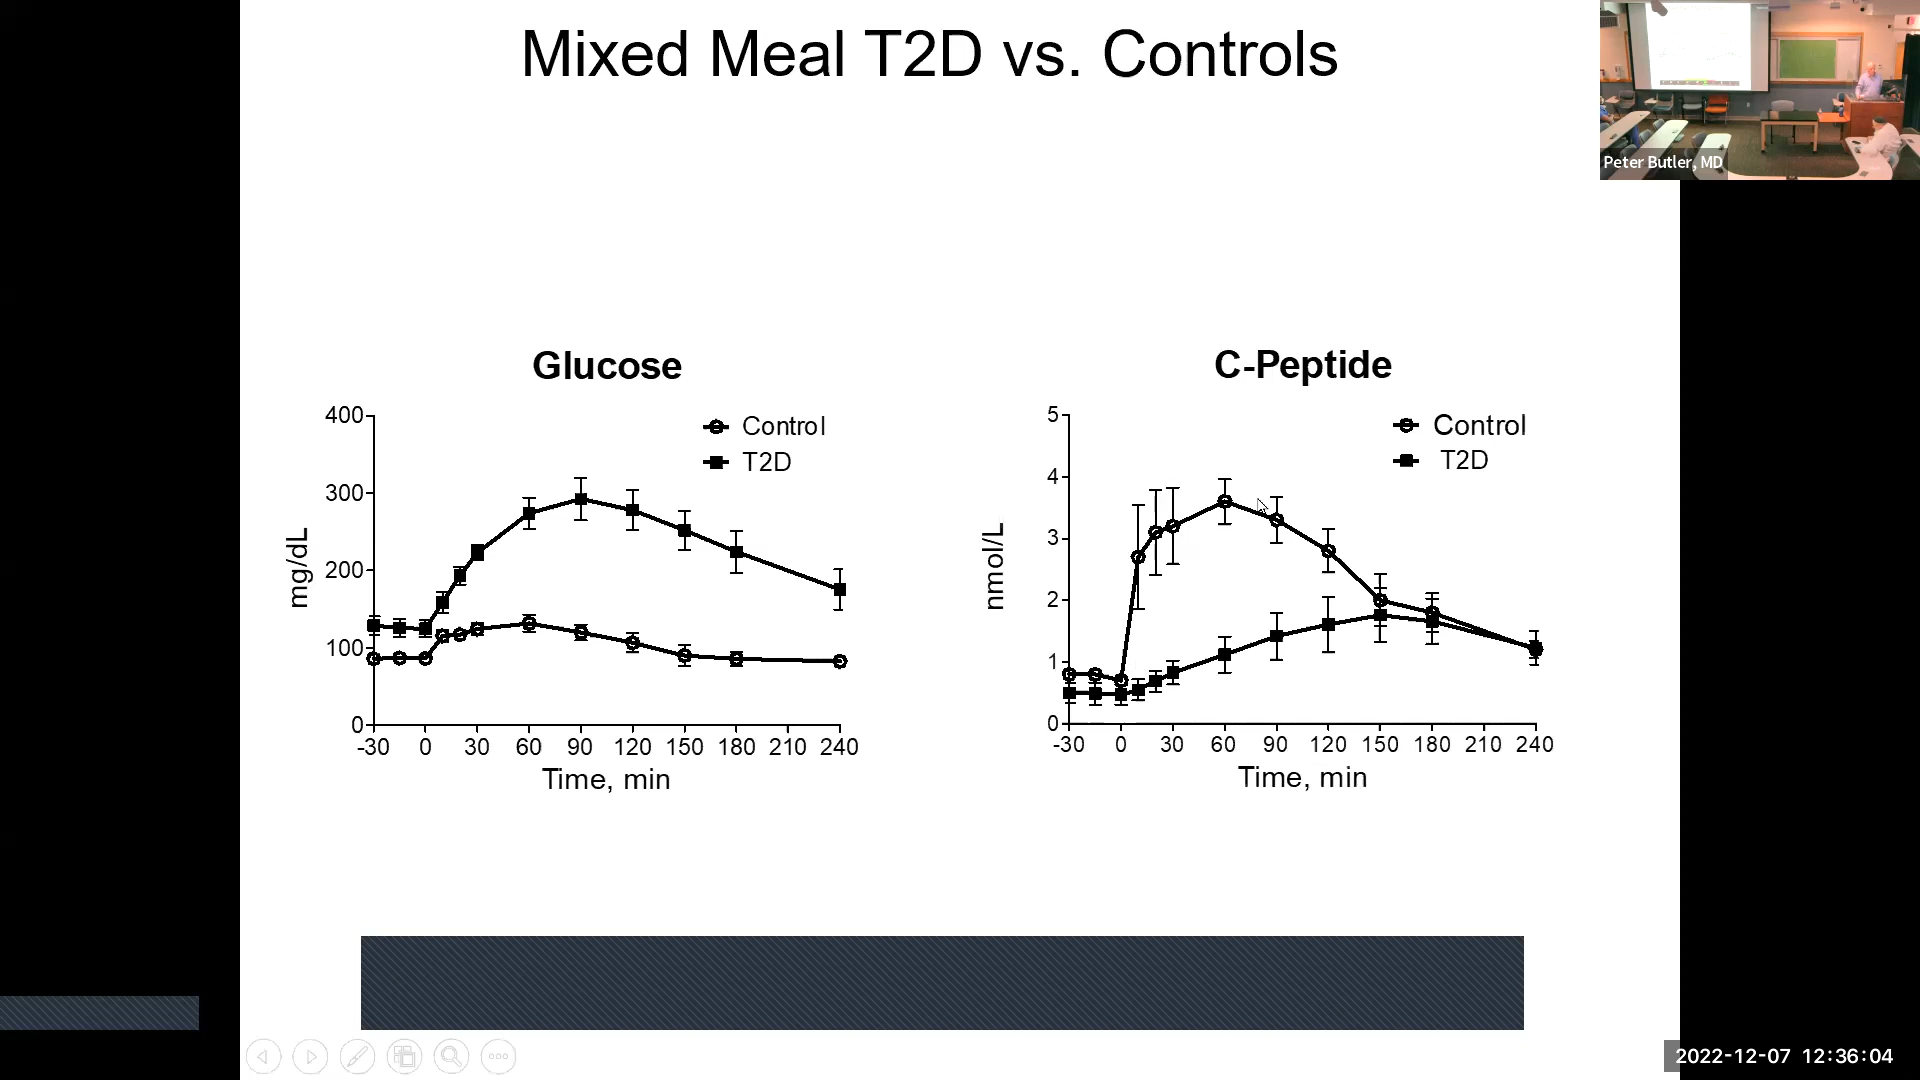 Mixed Meal T2D vs. Controls
Peter Butler, MD
Glucose
400
300
200
100
0
mg/dL
Control
T2D
-30 0 30 60 90 120 150 180 210 240
Time, min
C-Peptide
5
4
3
2
1
0
nmol/L
Control
T2D
-30 0 30 60 90 120 150 180 210 240
Time, min
2022-12-07 12:36:04